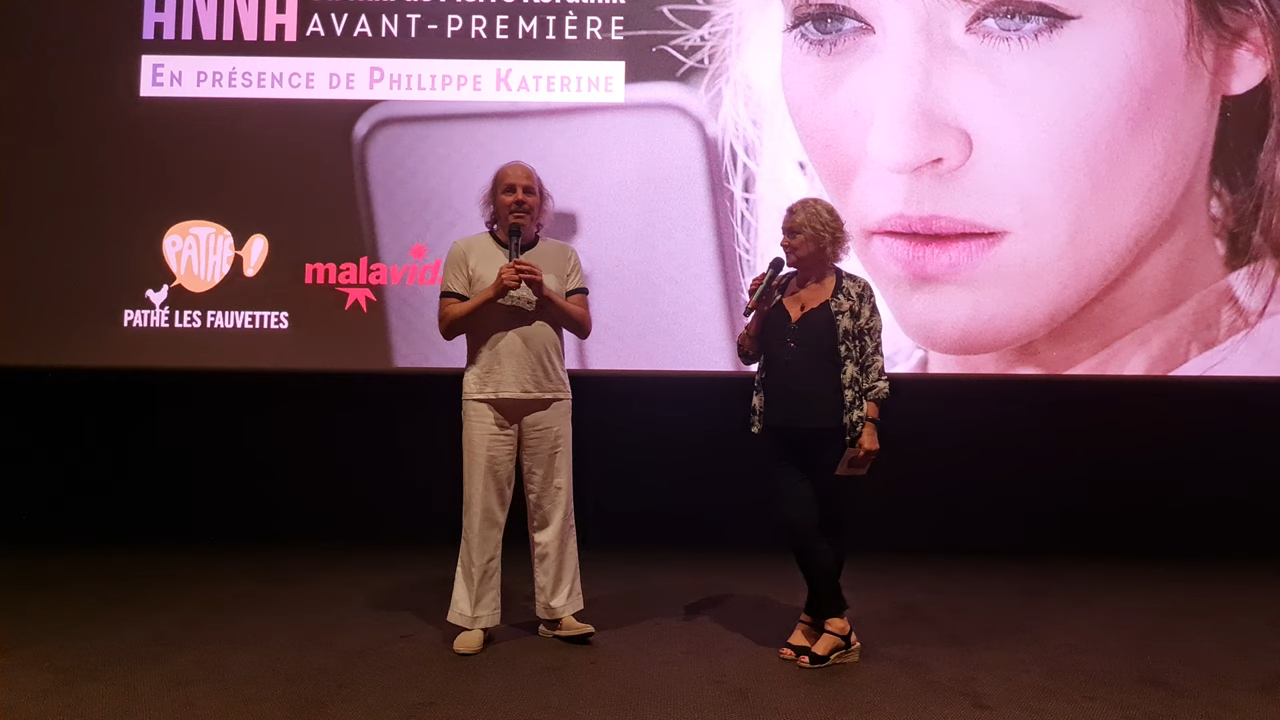 ANNA
AVANT-PREMIÈRE
EN PRÉSENCE DE PHILIPPE KATERINE
PATHÉ!
malavida
PATHÉ LES FAUVETTES